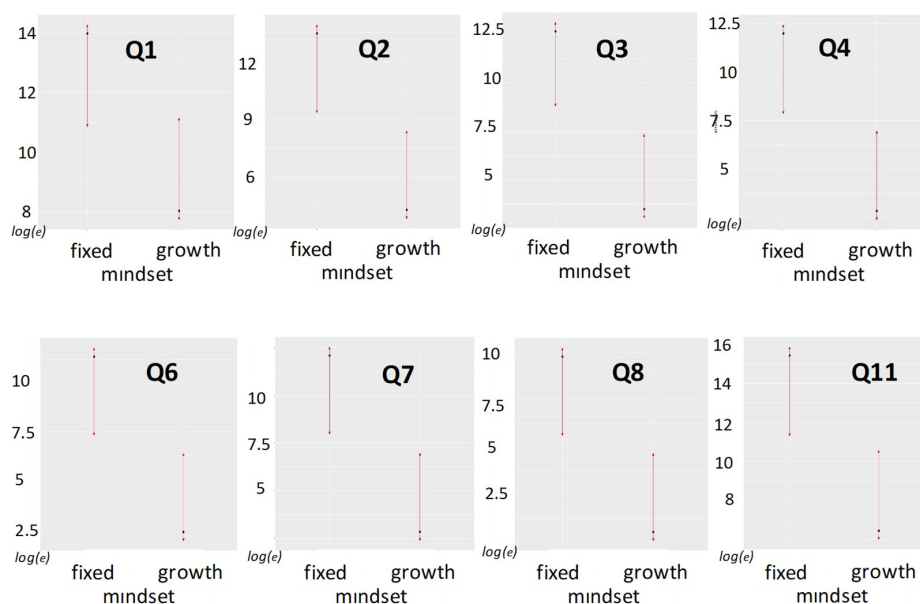 Q1
14
12
10
8
log(e)
fixed growth
mındset
Q2
12
9
6
log(e)
fixed growth
mındset
Q3
12.5
10
7.5
5
log(e)
fixed growth
mındset
Q4
12.5
10
7.5
5
log(e)
fixed growth
mındset
Q6
10
7.5
5
2.5
log(e)
fixed growth
mındset
Q7
10
7.5
5
log(e)
fixed growth
mındset
Q8
10
7.5
5
2.5
log(e)
fixed growth
mındset
Q11
16
14
12
10
8
log(e)
fixed growth
mındset